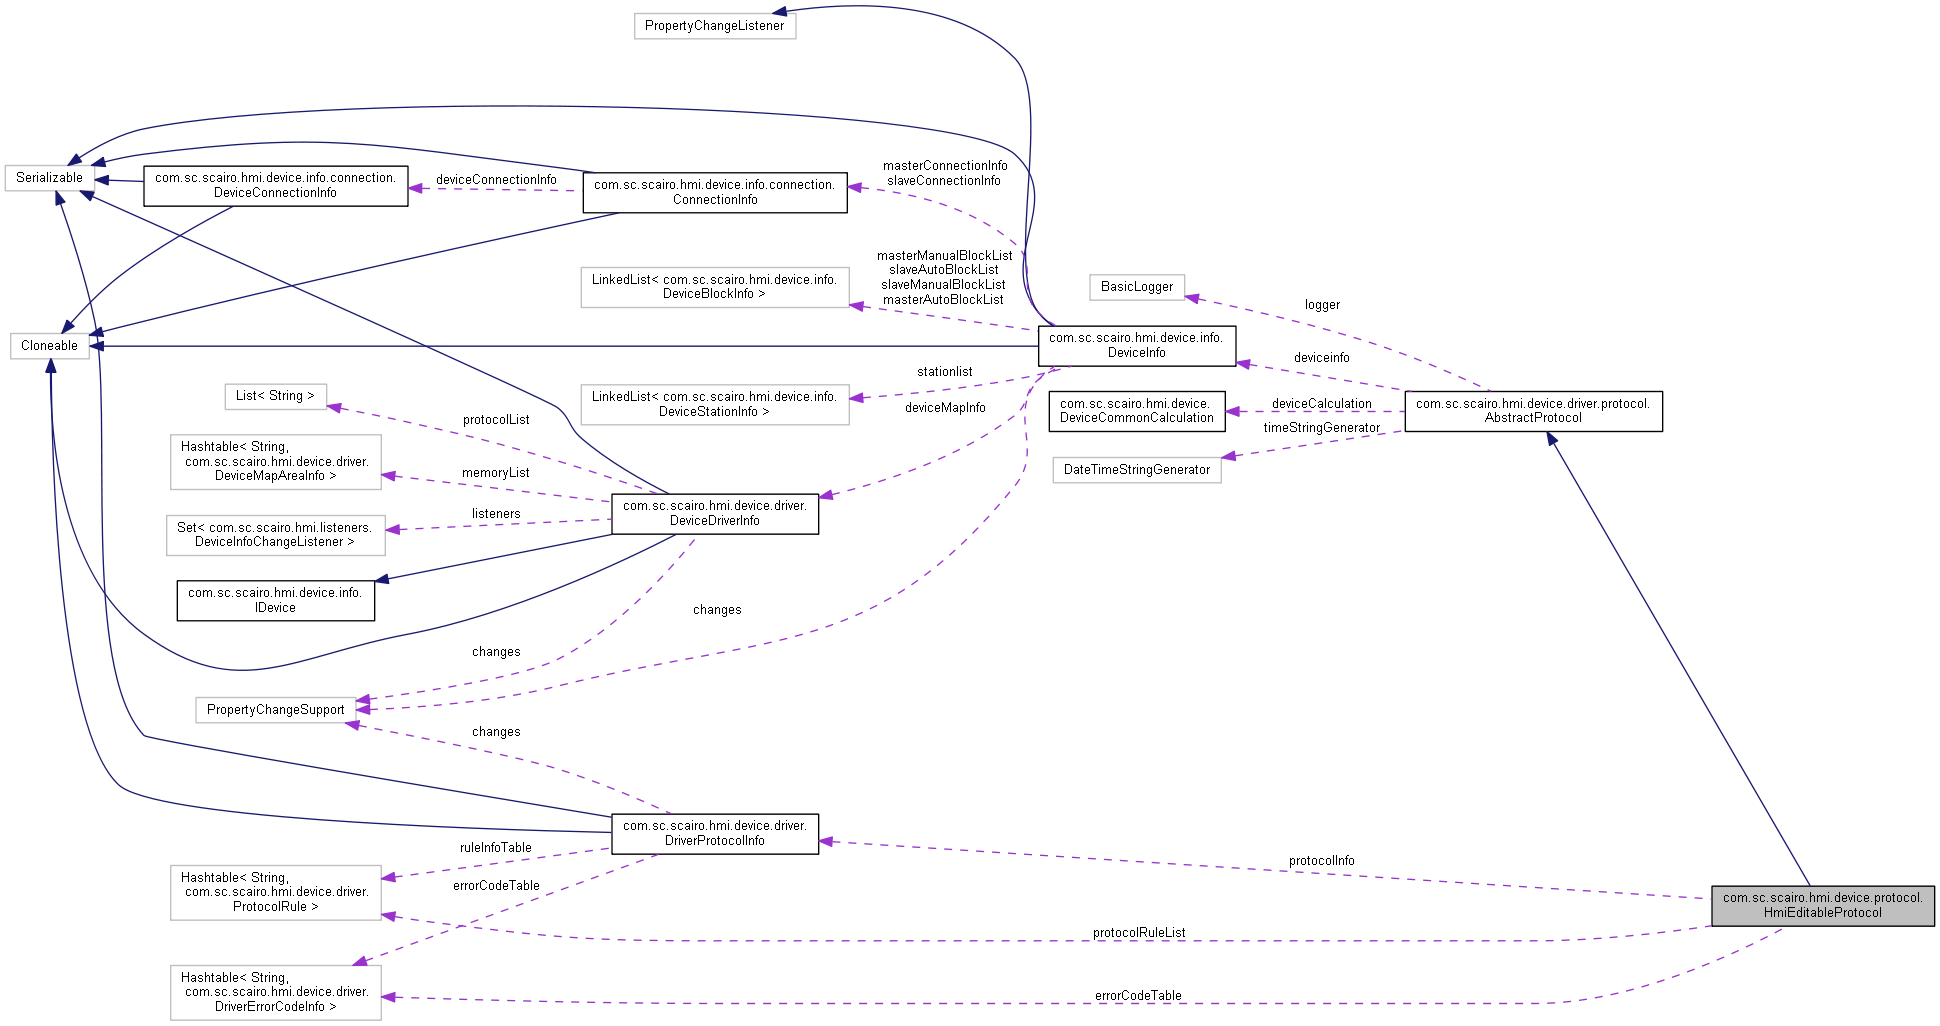 PropertyChangeListener
Serializable
com.sc.scairo.hmi.device.info.connection.
DeviceConnectionInfo
deviceConnectionInfo
com.sc.scairo.hmi.device.info.connection.
ConnectionInfo
masterConnectionInfo
slaveConnectionInfo
masterManualBlockList
slaveAutoBlockList
slaveManualBlockList
masterAutoBlockList
LinkedList< com.sc.scairo.hmi.device.info.
DeviceBlockInfo >
BasicLogger
logger
Cloneable
com.sc.scairo.hmi.device.info.
DeviceInfo
deviceinfo
stationlist
List< String >
LinkedList< com.sc.scairo.hmi.device.info.
DeviceStationInfo >
deviceMapInfo
com.sc.scairo.hmi.device.
DeviceCommonCalculation
deviceCalculation
com.sc.scairo.hmi.device.driver.protocol.
AbstractProtocol
protocolList
timeStringGenerator
Hashtable< String,
com.sc.scairo.hmi.device.driver.
DeviceMapAreaInfo >
memoryList
DateTimeStringGenerator
com.sc.scairo.hmi.device.driver.
DeviceDriverInfo
listeners
Set< com.sc.scairo.hmi.listeners.
DeviceInfoChangeListener >
com.sc.scairo.hmi.device.info.
IDevice
changes
changes
PropertyChangeSupport
changes
com.sc.scairo.hmi.device.driver.
DriverProtocolInfo
ruleInfoTable
protocolInfo
Hashtable< String,
com.sc.scairo.hmi.device.driver.
ProtocolRule >
errorCodeTable
com.sc.scairo.hmi.device.protocol.
HmiEditableProtocol
protocolRuleList
Hashtable< String,
com.sc.scairo.hmi.device.driver.
DriverErrorCodeInfo >
errorCodeTable